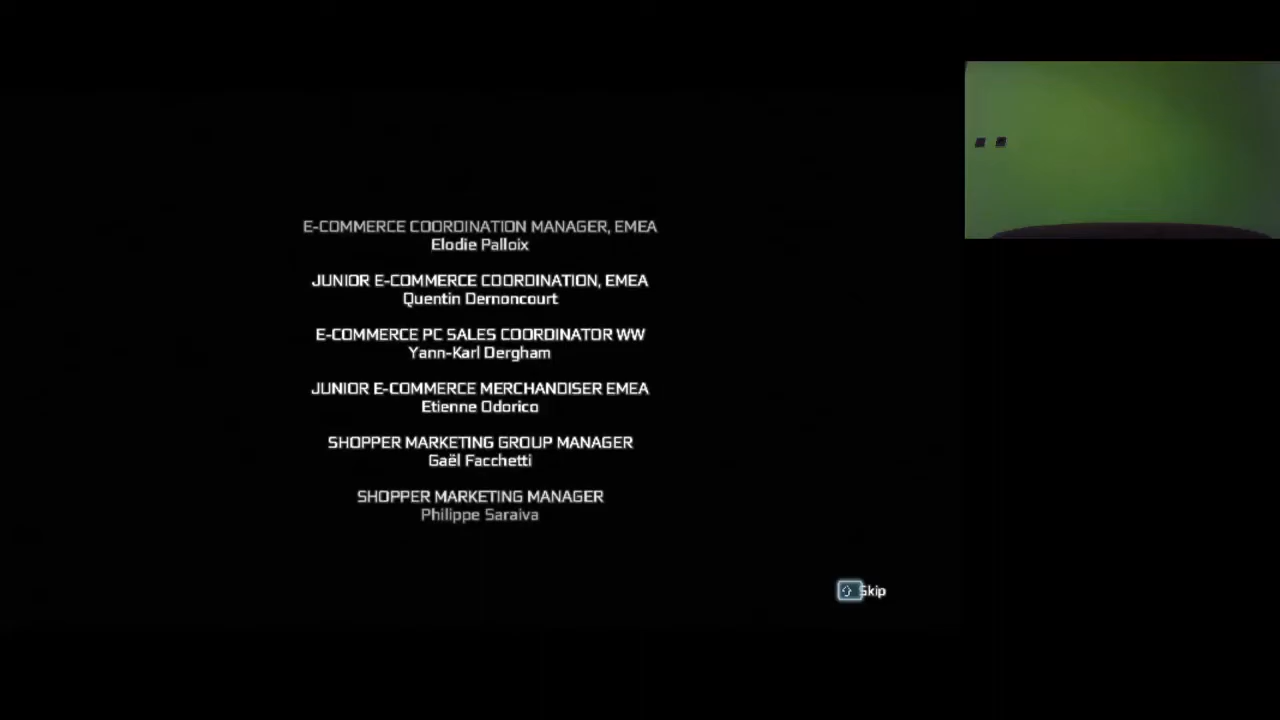 E-COMMERCE COORDINATION MANAGER, EMEA
Elodie Palloix
JUNIOR E-COMMERCE COORDINATION, EMEA
Quentin Dernoncourt
E-COMMERCE PC SALES COORDINATOR WW
Yann-Karl Dergham
JUNIOR E-COMMERCE MERCHANDISER EMEA
Etienne Odorico
SHOPPER MARKETING GROUP MANAGER
Gaël Facchetti
SHOPPER MARKETING MANAGER
Philippe Saraiva
Skip